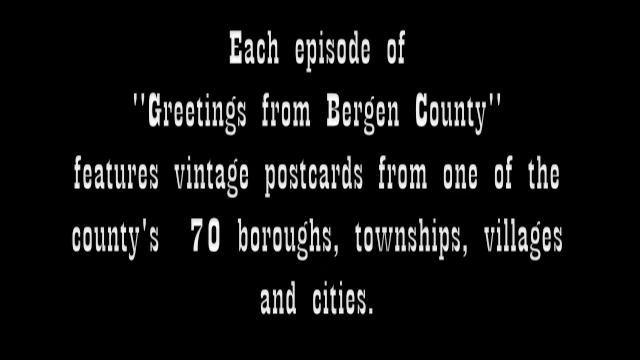 Each episode of
"Greetings from Bergen County"
features vintage postcards from one of the
county's 70 boroughs, townships, villages
and cities.